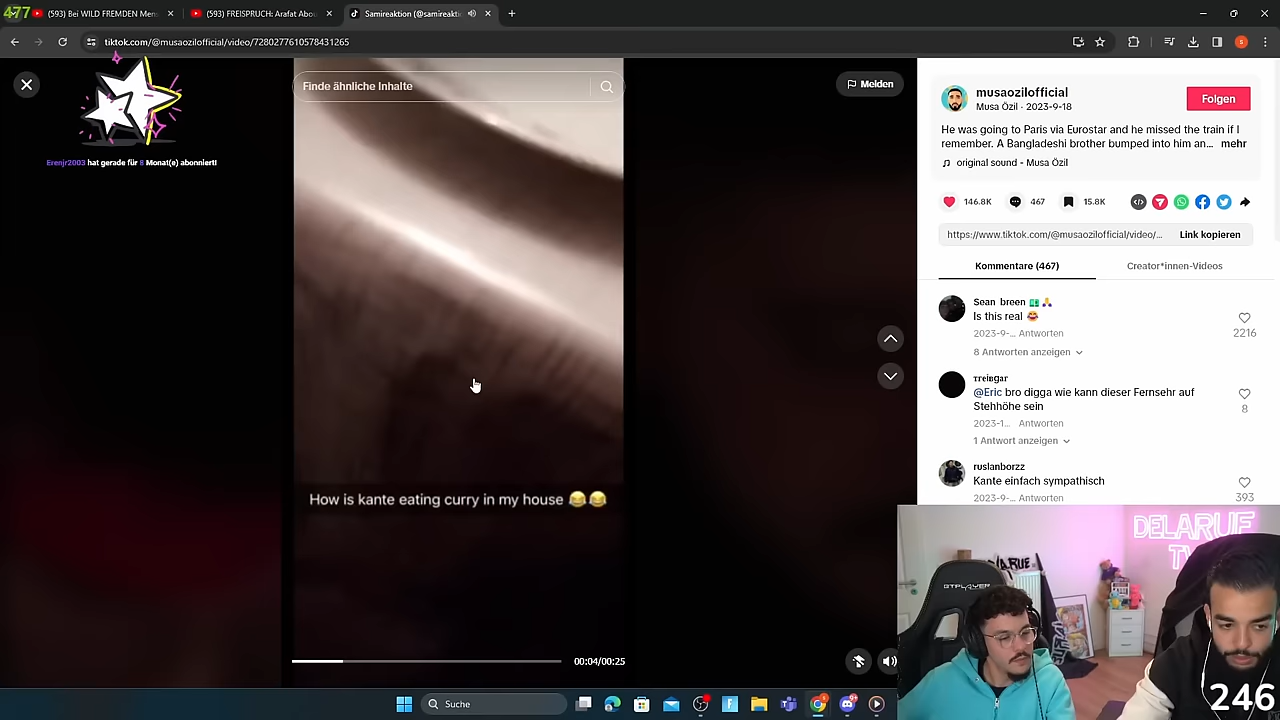 477
(593) Bei WILD FREMDEN Men
(593) FREISPRUCH: Arafat Abou
Samireaktion (@samireakti
tiktok.com/@musaozilofficial/video/7280277610578431265
Erenjr2003 hat gerade für 8 Monat(e) abonniert!
Finde ähnliche Inhalte
Melden
How is kante eating curry in my house 😂😂
00:04/00:25
musaozilofficial
Musa Özil · 2023-9-18
Folgen
He was going to Paris via Eurostar and he missed the train if I
remember. A Bangladeshi brother bumped into him an... mehr
original sound - Musa Özil
146.8K 467 15.8K
https://www.tiktok.com/@musaozilofficial/video/... Link kopieren
Kommentare (467) Creator*innen-Videos
Sean breen 💵🙏
Is this real 😂
2023-9-... Antworten
2216
8 Antworten anzeigen
@Eric bro digga wie kann dieser Fernsehr auf
Stehhöhe sein
8
2023-1... Antworten
1 Antwort anzeigen
ruslanborzz
Kante einfach sympathisch
2023-9-... Antworten
393
DELARUE
TV
GTPLAYER
246
Suche